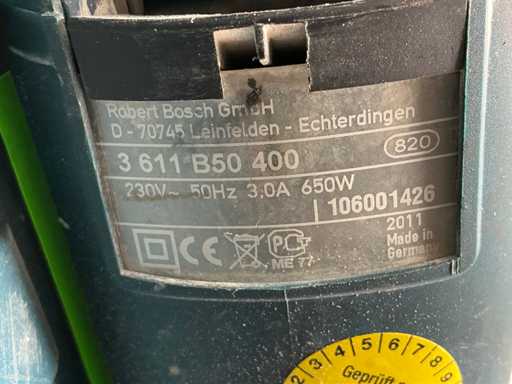 Robert Bosch GmbH
D - 70745 Leinfelden - Echterdingen
3 611 B50 400
820
230V~ 50Hz 3,0A 650W
106001426
2011
Made in
Germany
CE
ME 77
1 2 3 4 5 6 7 8 9
Geprüft